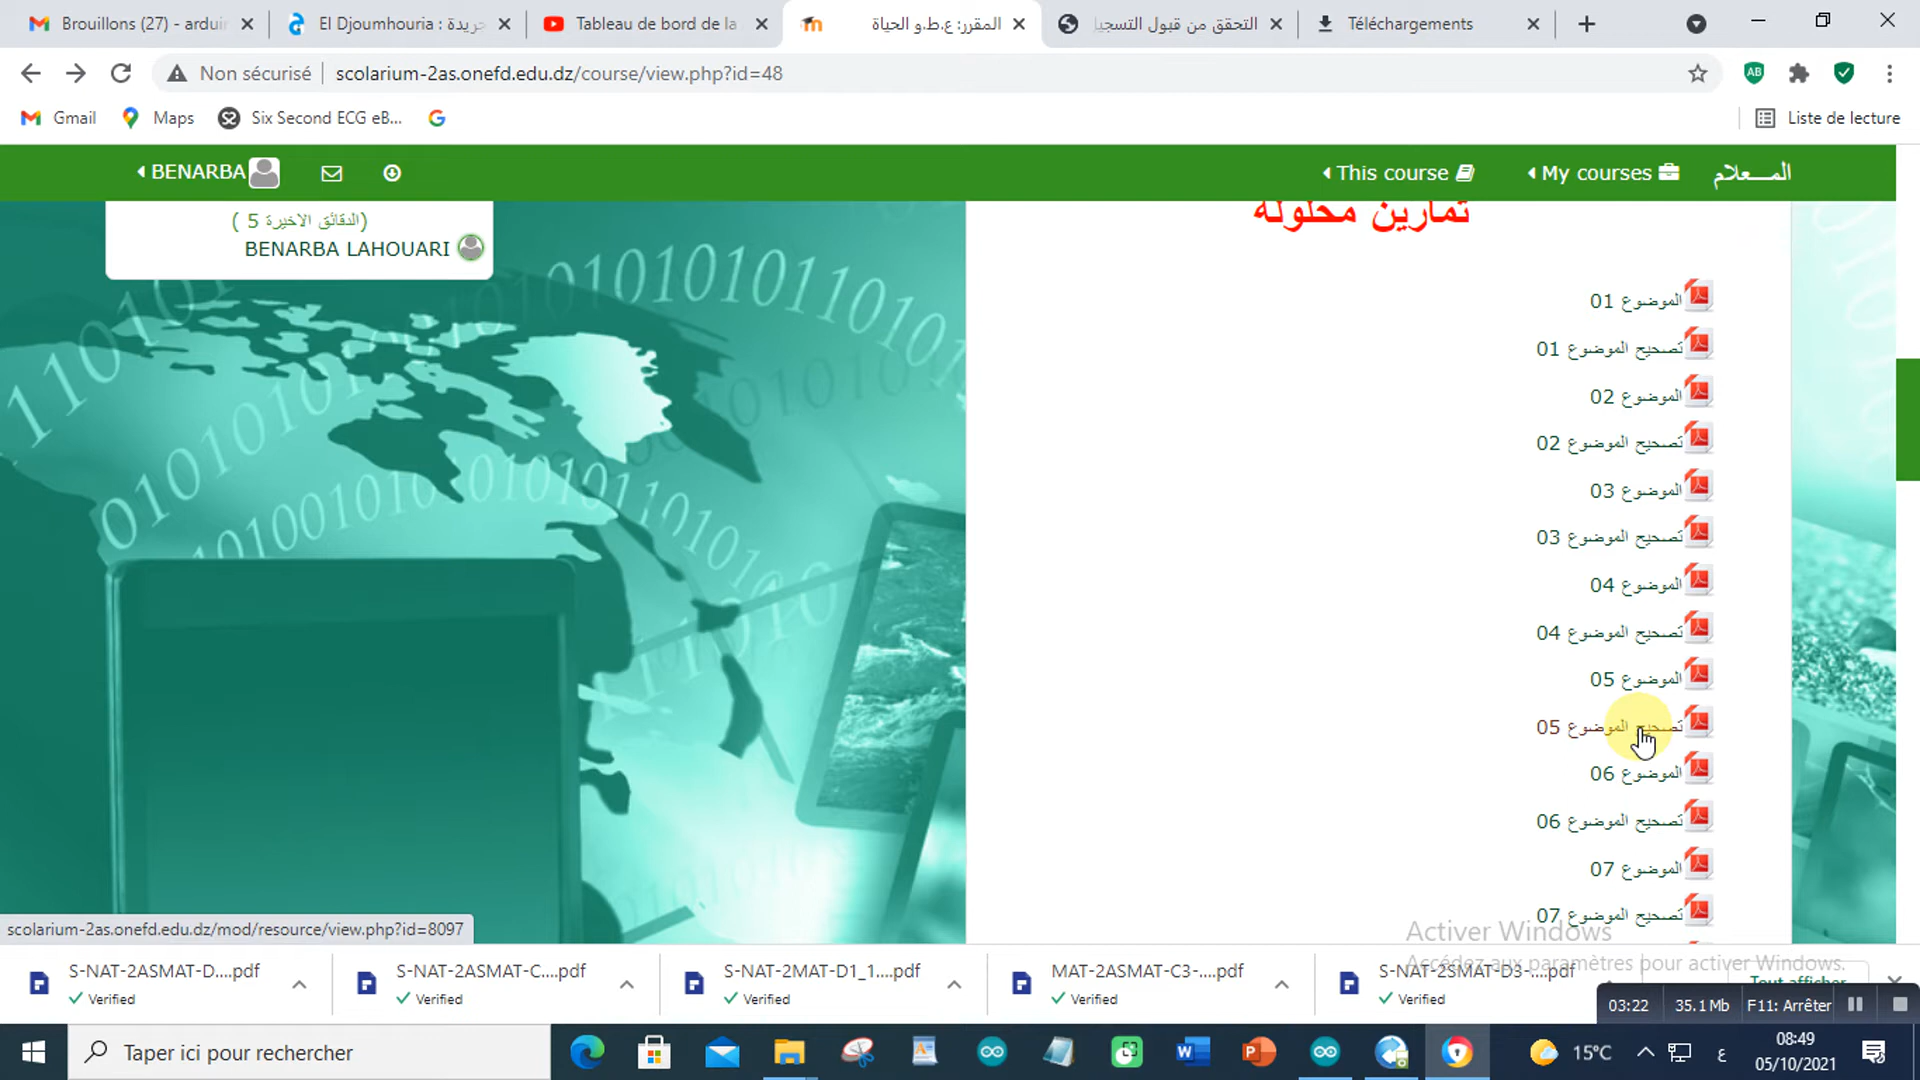 Brouillons (27) - arduin
El Djoumhouria : جريدة
Tableau de bord de la
المقرر: ع.ط.و الحياة
التحقق من قبول التسجيل
Téléchargements
Non sécurisé
scolarium-2as.onefd.edu.dz/course/view.php?id=48
Gmail
Maps
Six Second ECG eB...
Liste de lecture
BENARBA
This course
My courses
المـــعلام
(الدقائق الاخيرة 5 )
BENARBA LAHOUARI
تمارين محلولة
الموضوع 01
تصحيح الموضوع 01
الموضوع 02
تصحيح الموضوع 02
الموضوع 03
تصحيح الموضوع 03
الموضوع 04
تصحيح الموضوع 04
الموضوع 05
تصحيح الموضوع 05
الموضوع 06
تصحيح الموضوع 06
الموضوع 07
تصحيح الموضوع 07
Activer Windows
Accédez aux paramètres pour activer Windows.
scolarium-2as.onefd.edu.dz/mod/resource/view.php?id=8097
S-NAT-2ASMAT-D....pdf
Verified
S-NAT-2ASMAT-C....pdf
Verified
S-NAT-2MAT-D1_1....pdf
Verified
MAT-2ASMAT-C3-....pdf
Verified
S-NAT-2SMAT-D3-....pdf
Verified
Tout afficher
03:22
35.1 Mb
F11: Arrêter
Taper ici pour rechercher
15°C
ع
08:49
05/10/2021